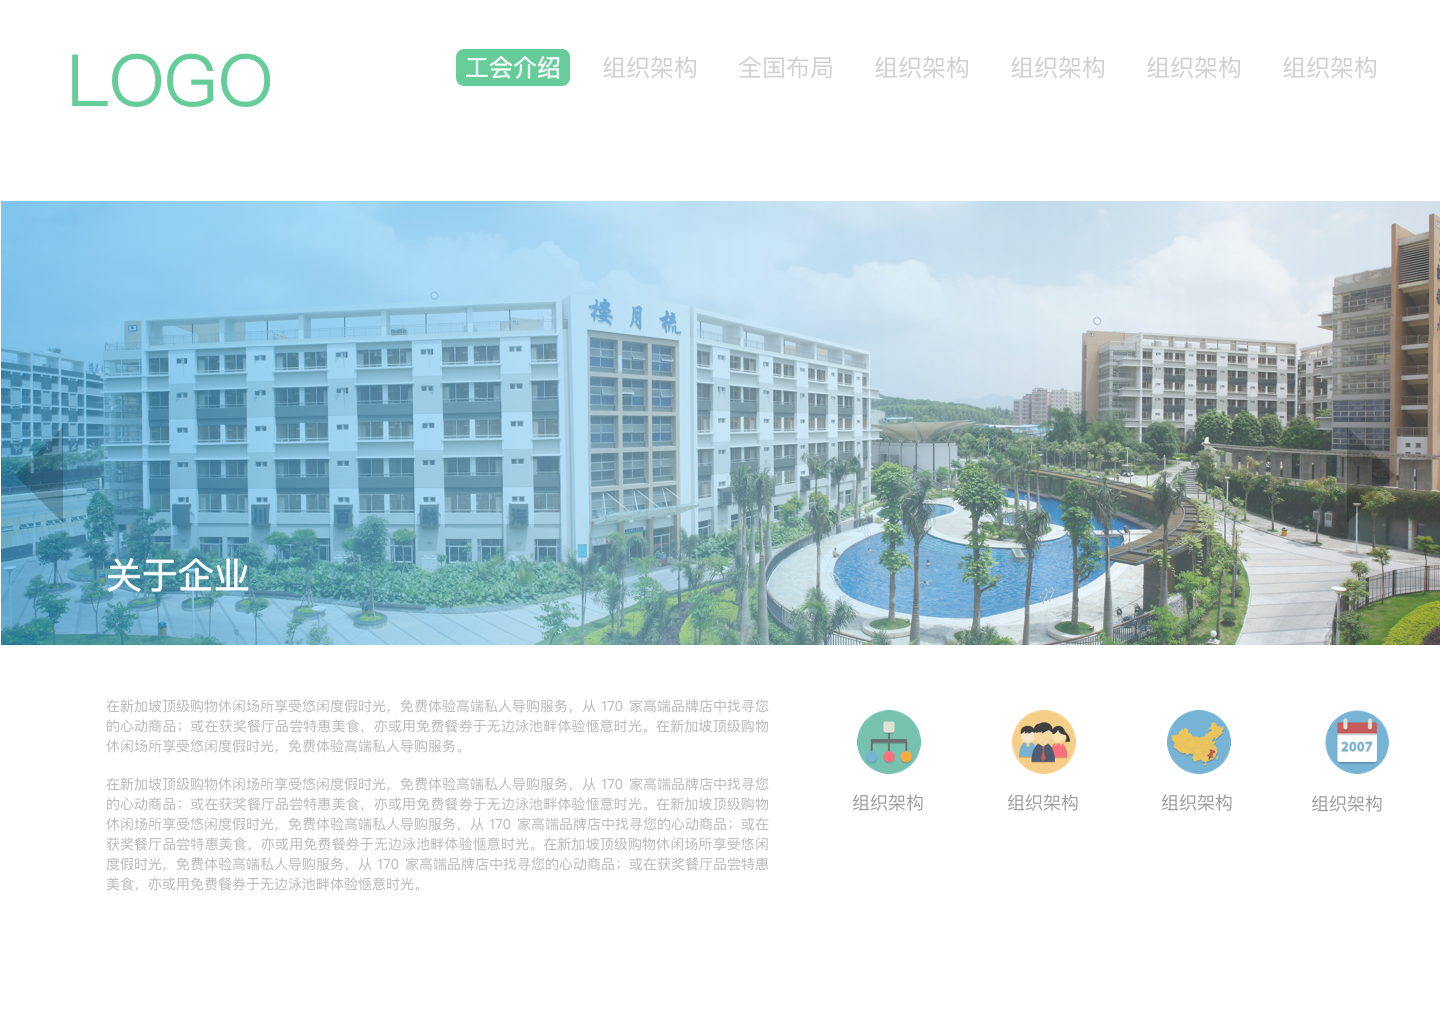 LOGO
工会介绍
组织架构
全国布局
组织架构
组织架构
组织架构
组织架构
樓月梳
关于企业
在新加坡顶级购物休闲场所享受悠闲度假时光，免费体验高端私人导购服务，从 170 家高端品牌店中找寻您
的心动商品；或在获奖餐厅品尝特惠美食，亦或用免费餐券于无边泳池畔体验惬意时光。在新加坡顶级购物
休闲场所享受悠闲度假时光，免费体验高端私人导购服务。
在新加坡顶级购物休闲场所享受悠闲度假时光，免费体验高端私人导购服务，从 170 家高端品牌店中找寻您
的心动商品；或在获奖餐厅品尝特惠美食，亦或用免费餐券于无边泳池畔体验惬意时光。在新加坡顶级购物
休闲场所享受悠闲度假时光，免费体验高端私人导购服务，从 170 家高端品牌店中找寻您的心动商品；或在
获奖餐厅品尝特惠美食，亦或用免费餐券于无边泳池畔体验惬意时光。在新加坡顶级购物休闲场所享受悠闲
度假时光，免费体验高端私人导购服务，从 170 家高端品牌店中找寻您的心动商品；或在获奖餐厅品尝特惠
美食，亦或用免费餐券于无边泳池畔体验惬意时光。
2007
组织架构
组织架构
组织架构
组织架构